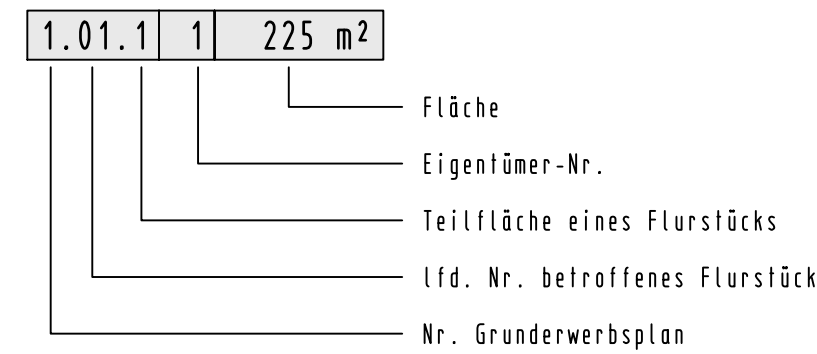 1.01.1 1 225 m²
Fläche
Eigentümer-Nr.
Teilfläche eines Flurstücks
lfd. Nr. betroffenes Flurstück
Nr. Grunderwerbsplan